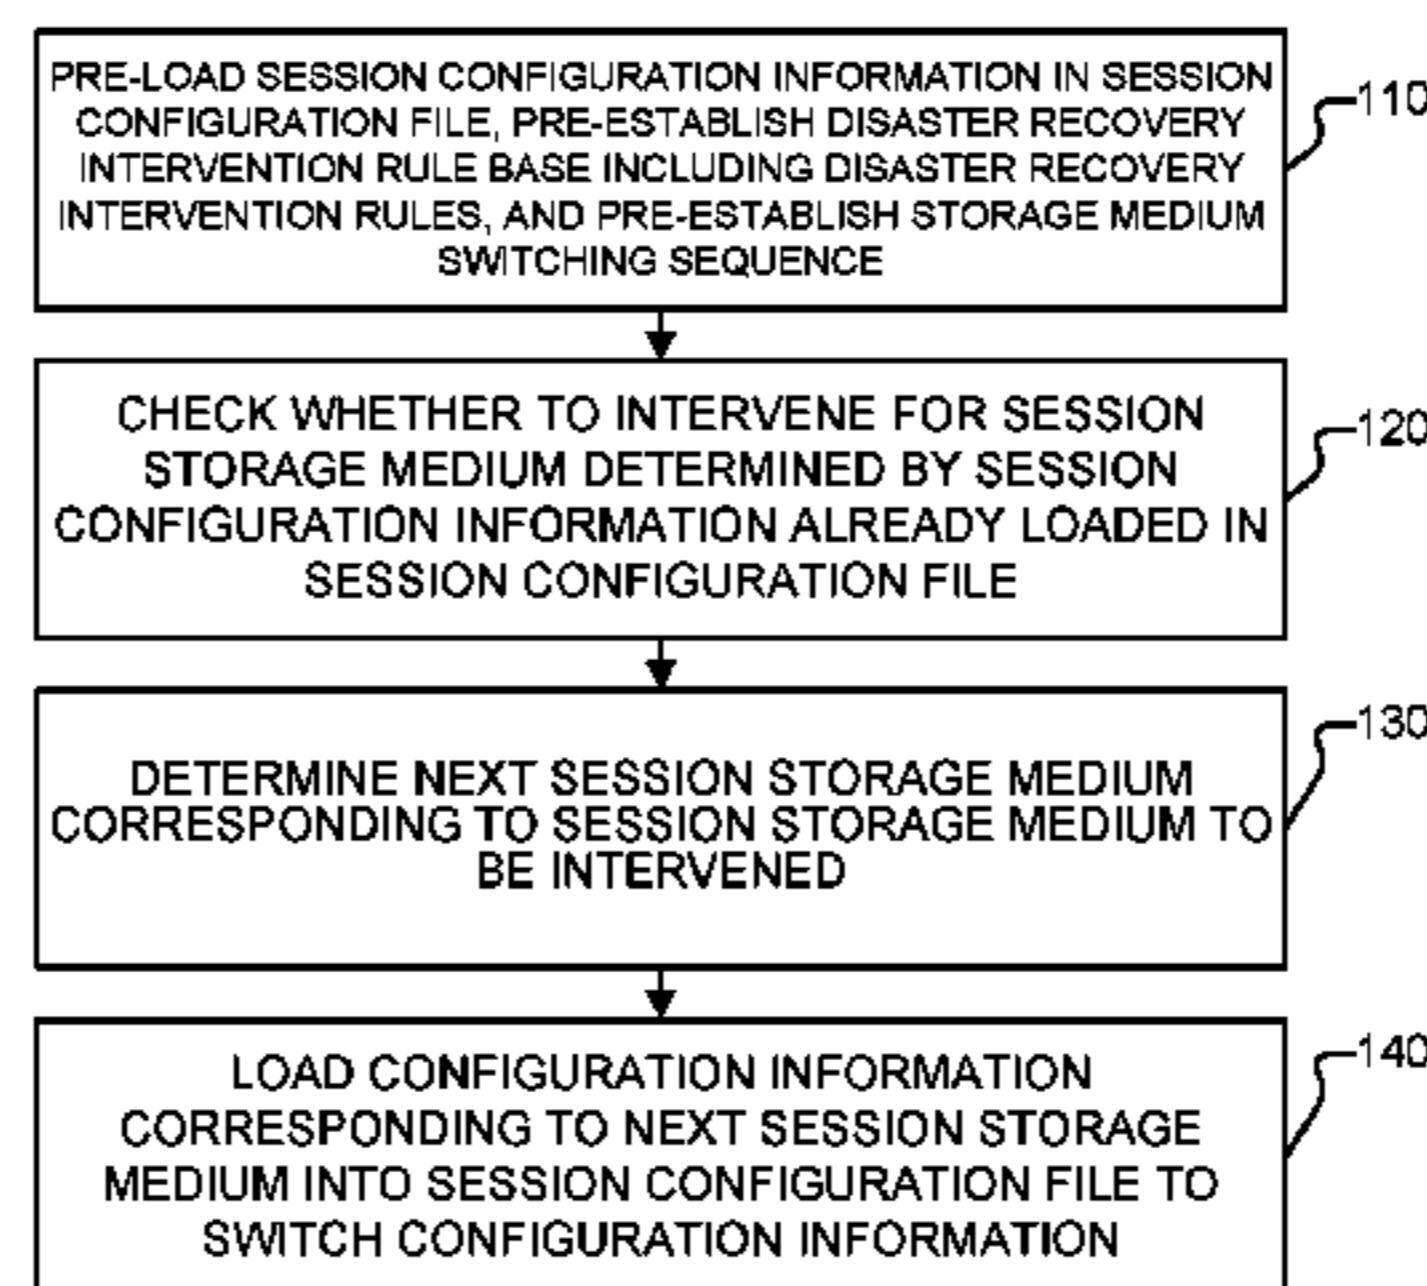 PRE-LOAD SESSION CONFIGURATION INFORMATION IN SESSION
CONFIGURATION FILE, PRE-ESTABLISH DISASTER RECOVERY
INTERVENTION RULE BASE INCLUDING DISASTER RECOVERY
INTERVENTION RULES, AND PRE-ESTABLISH STORAGE MEDIUM
SWITCHING SEQUENCE
110
CHECK WHETHER TO INTERVENE FOR SESSION
STORAGE MEDIUM DETERMINED BY SESSION
CONFIGURATION INFORMATION ALREADY LOADED IN
SESSION CONFIGURATION FILE
120
DETERMINE NEXT SESSION STORAGE MEDIUM
CORRESPONDING TO SESSION STORAGE MEDIUM TO
BE INTERVENED
130
LOAD CONFIGURATION INFORMATION
CORRESPONDING TO NEXT SESSION STORAGE
MEDIUM INTO SESSION CONFIGURATION FILE TO
SWITCH CONFIGURATION INFORMATION
140